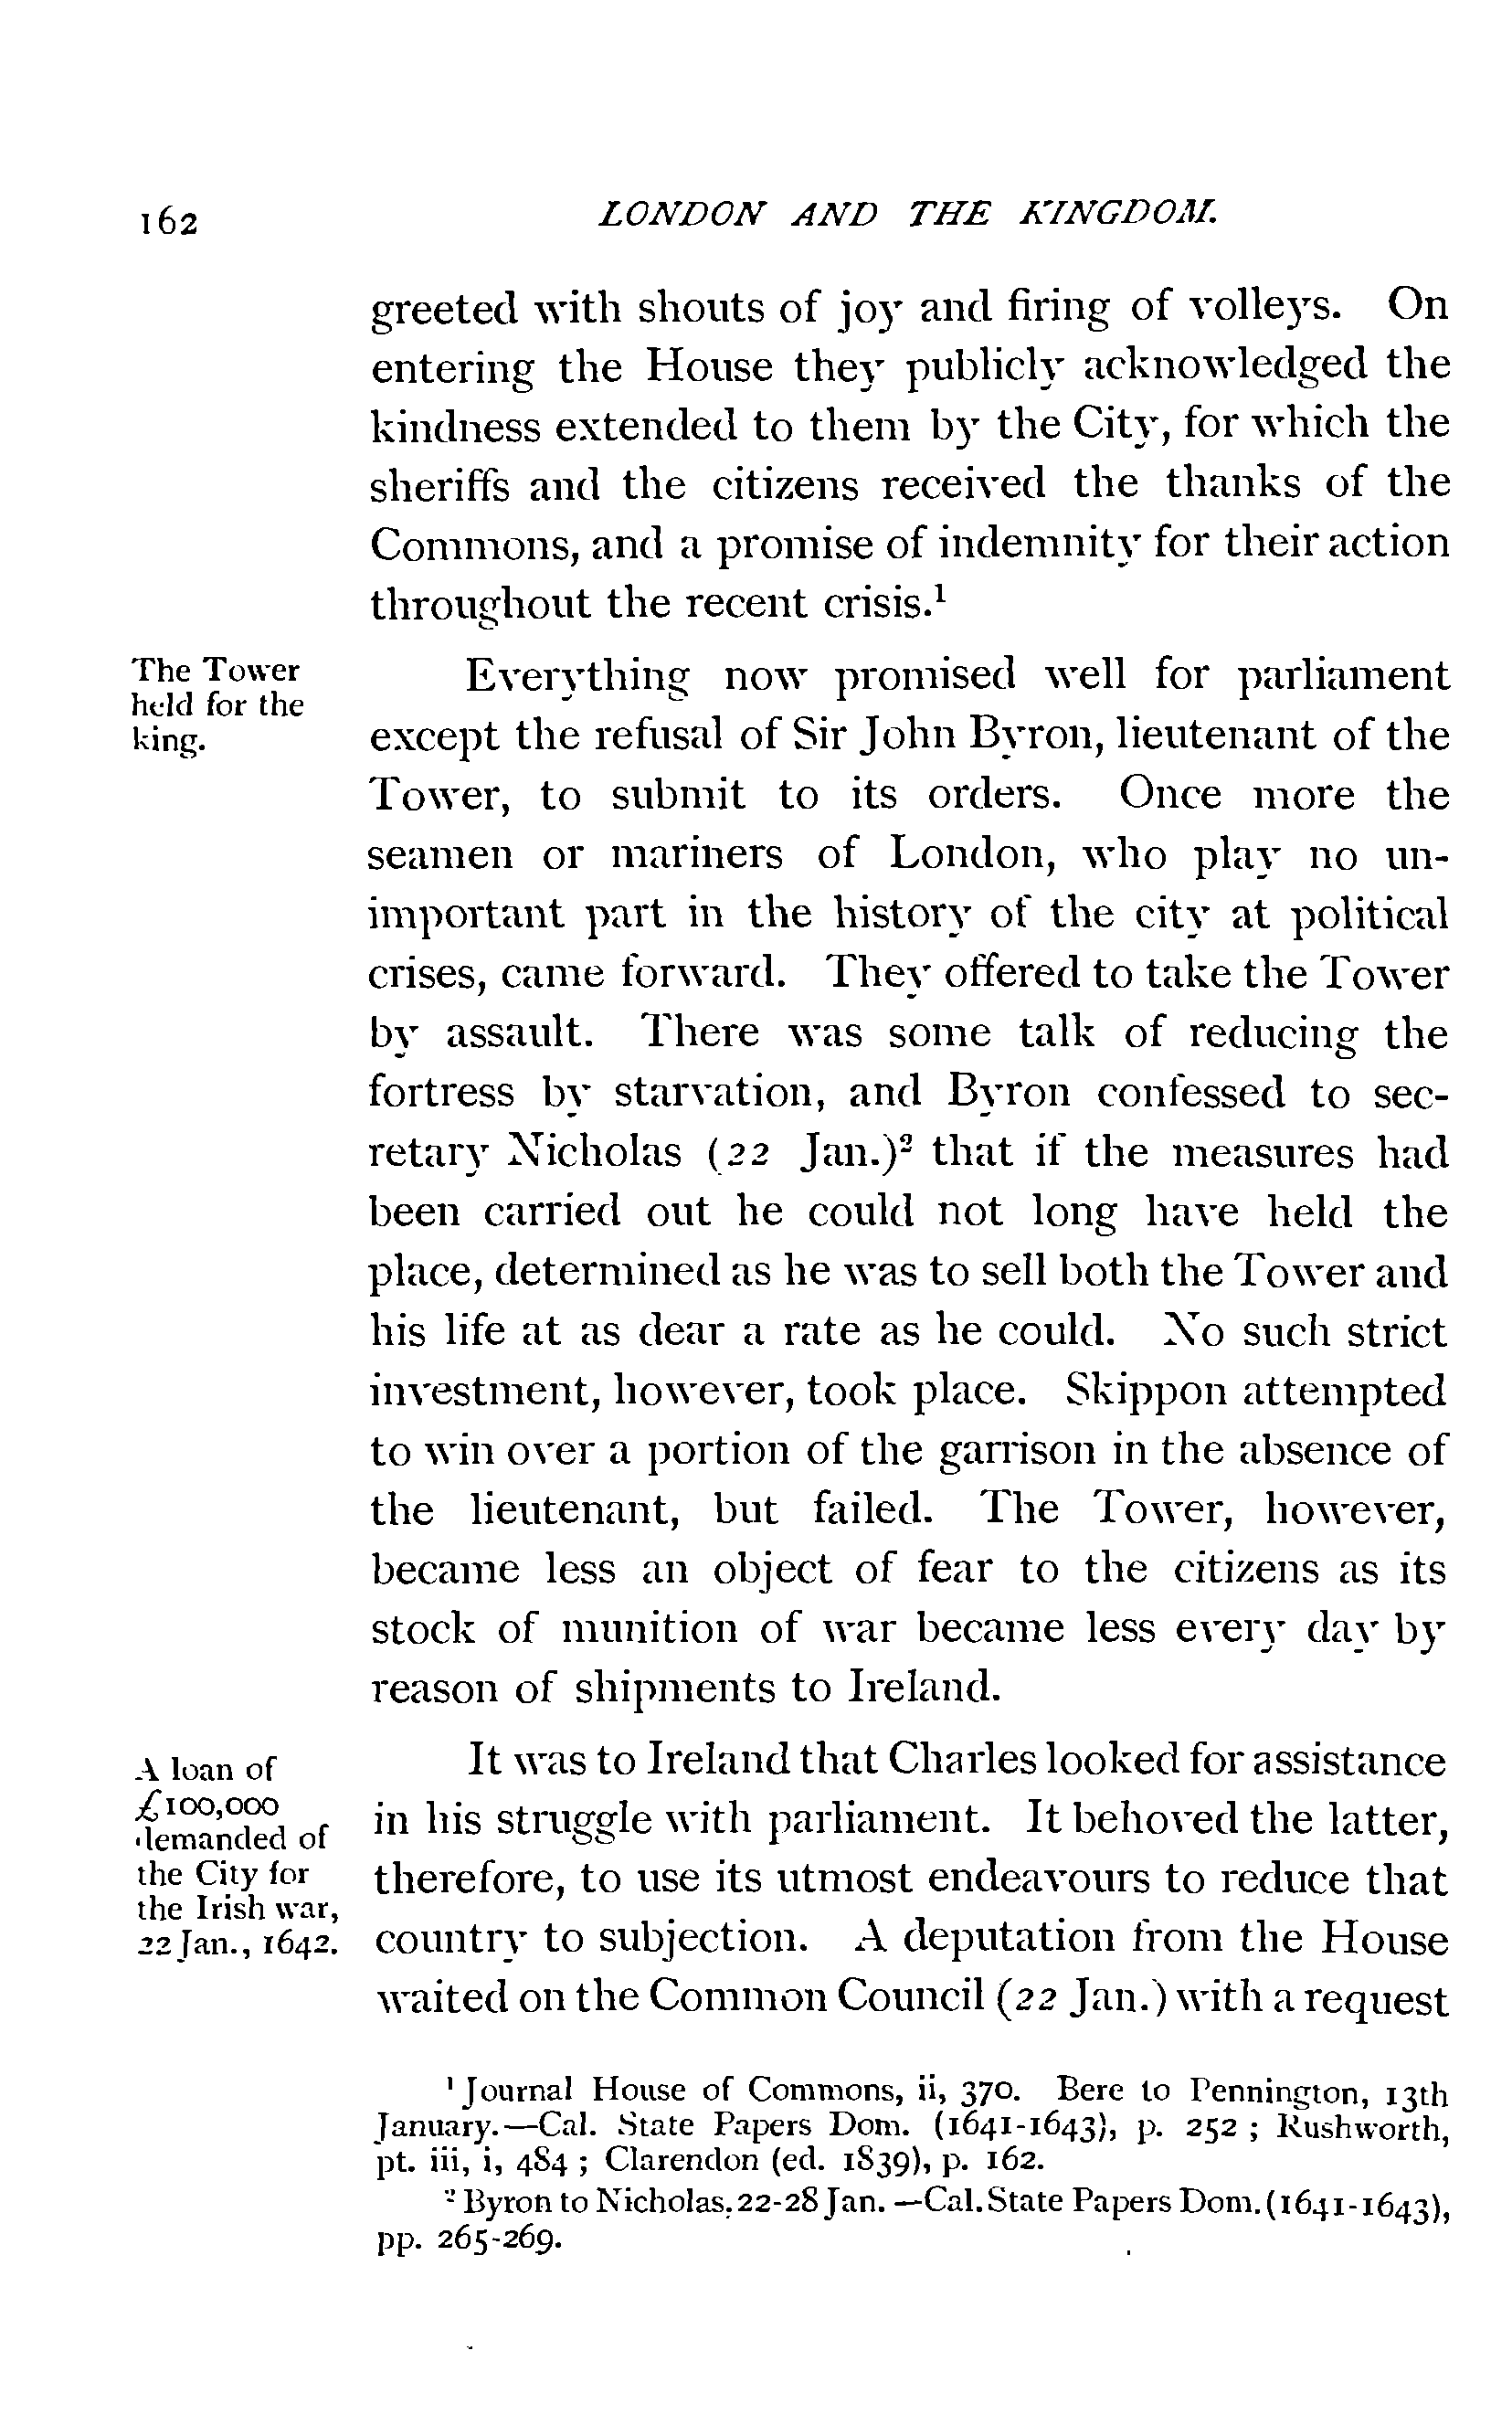 162
LONDON AND THE KINGDOM.
greeted with shouts of joy and firing of volleys. On
entering the House they publicly acknowledged the
kindness extended to them by the City, for which the
sheriffs and the citizens received the thanks of the
Commons, and a promise of indemnity for their action
throughout the recent crisis.¹
The Tower
held for the
king.
Everything now promised well for parliament
except the refusal of Sir John Byron, lieutenant of the
Tower, to submit to its orders. Once more the
seamen or mariners of London, who play no un-
important part in the history of the city at political
crises, came forward. They offered to take the Tower
by assault. There was some talk of reducing the
fortress by starvation, and Byron confessed to sec-
retary Nicholas (22 Jan.)² that if the measures had
been carried out he could not long have held the
place, determined as he was to sell both the Tower and
his life at as dear a rate as he could. No such strict
investment, however, took place. Skippon attempted
to win over a portion of the garrison in the absence of
the lieutenant, but failed. The Tower, however,
became less an object of fear to the citizens as its
stock of munition of war became less every day by
reason of shipments to Ireland.
A loan of
£100,000
demanded of
the City for
the Irish war,
22 Jan., 1642.
It was to Ireland that Charles looked for assistance
in his struggle with parliament. It behoved the latter,
therefore, to use its utmost endeavours to reduce that
country to subjection. A deputation from the House
waited on the Common Council (22 Jan.) with a request
¹ Journal House of Commons, ii, 370. Bere to Pennington, 13th
January.—Cal. State Papers Dom. (1641-1643), p. 252 ; Rushworth,
pt. iii, i, 484 ; Clarendon (ed. 1839), p. 162.
² Byron to Nicholas, 22-28 Jan.—Cal. State Papers Dom. (1641-1643),
pp. 265-269.